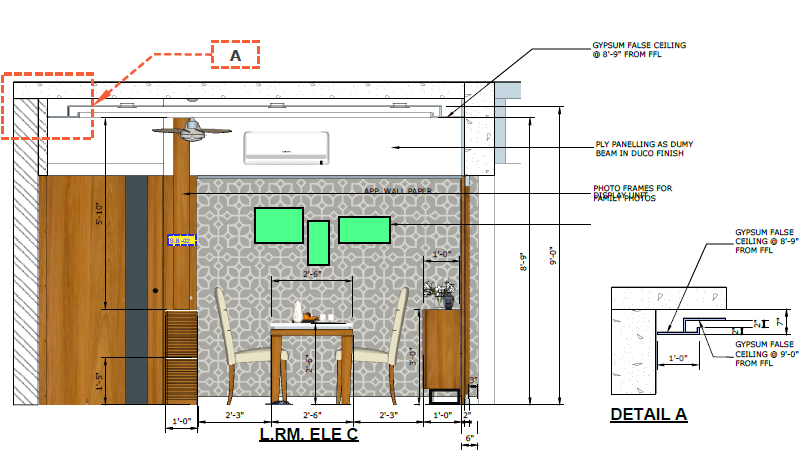 A
GYPSUM FALSE CEILING
@ 8'-9" FROM FFL
PLY PANELLING AS DUMY
BEAM IN DUCO FINISH
APP. WALL PAPER
PHOTO FRAMES FOR
DISPLAY UNIT
FAMILY PHOTOS
5'-10"
8'-9"
9'-0"
1'-0"
2'-6"
2'-6"
3'-0"
3"
1'-5"
1'-0"
2'-3"
2'-6"
2'-3"
1'-0"
2"
6"
L.RM. ELE C
GYPSUM FALSE
CEILING @ 8'-9"
FROM FFL
2"
7"
2"
1'-0"
GYPSUM FALSE
CEILING @ 9'-0"
FROM FFL
DETAIL A